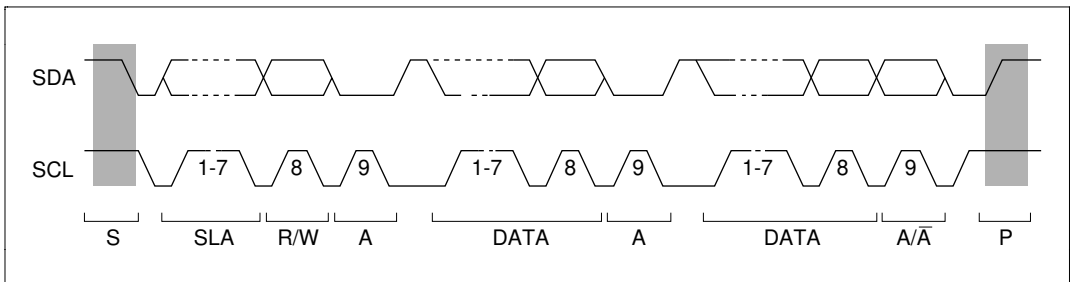 SDA
SCL
1-7 8 9 1-7 8 9 1-7 8 9
S SLA R/W A DATA A DATA A/A̅ P